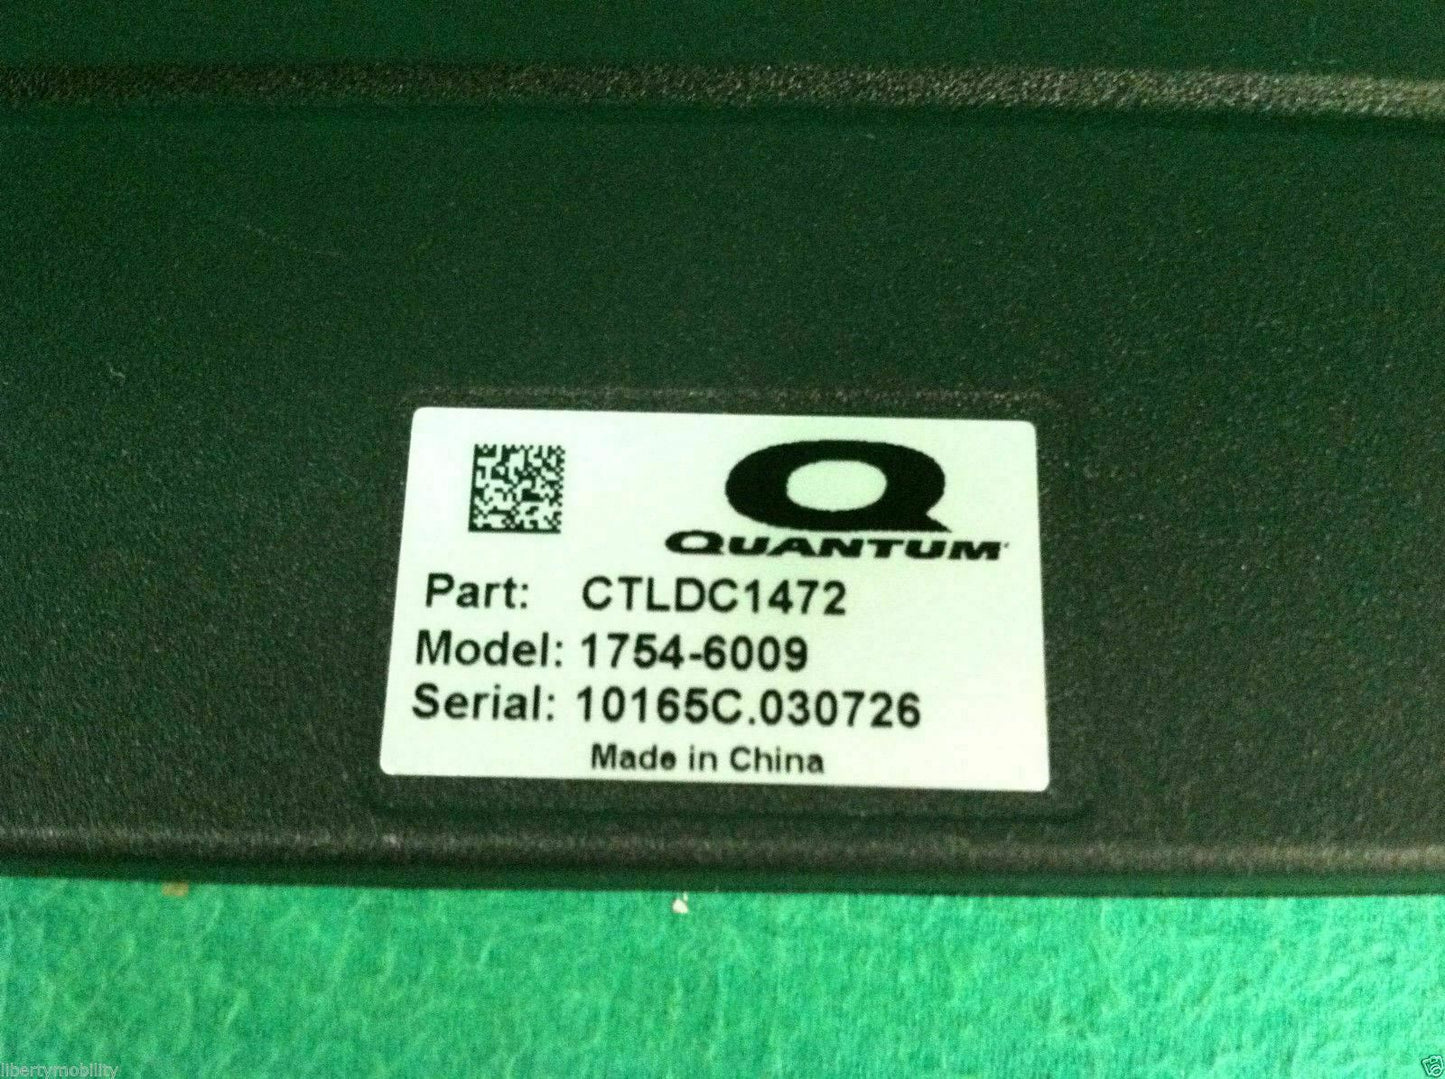 Q
QUANTUM
Part: CTLDC1472
Model: 1754-6009
Serial: 10165C.030726
Made in China
libertymobility